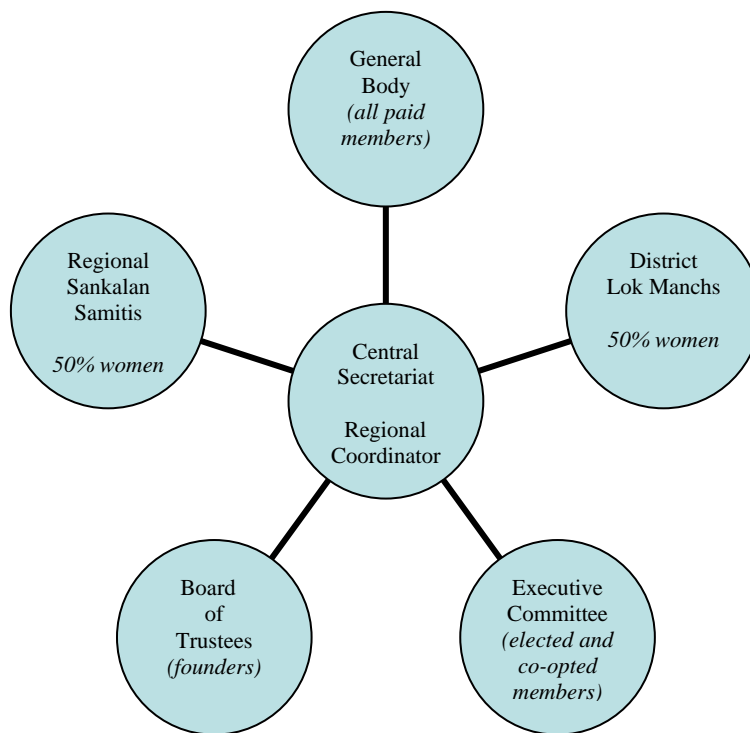 General
Body
(all paid
members)
Regional
Sankalan
Samitis
50% women
District
Lok Manchs
50% women
Central
Secretariat
Regional
Coordinator
Board
of
Trustees
(founders)
Executive
Committee
(elected and
co-opted
members)